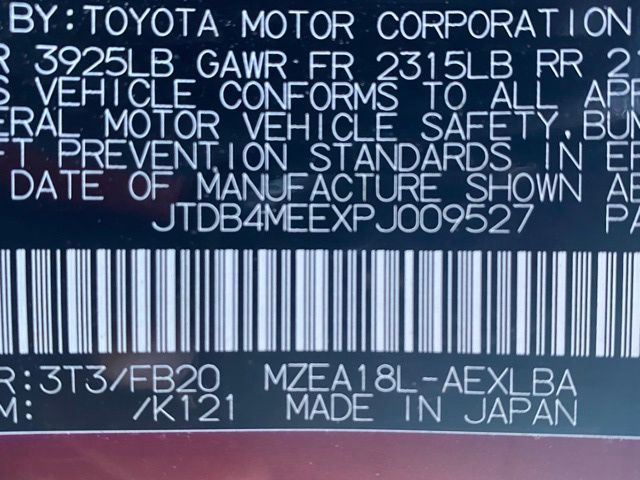 BY:TOYOTA MOTOR CORPORATION
R 3925LB GAWR FR 2315LB RR 2
S VEHICLE CONFORMS TO ALL APP
ERAL MOTOR VEHICLE SAFETY,BUM
FT PREVENTION STANDARDS IN EF
DATE OF MANUFACTURE SHOWN AB
JTDB4MEEXPJ009527 PA
R:3T3/FB20 MZEA18L-AEXLBA
M: /K121 MADE IN JAPAN